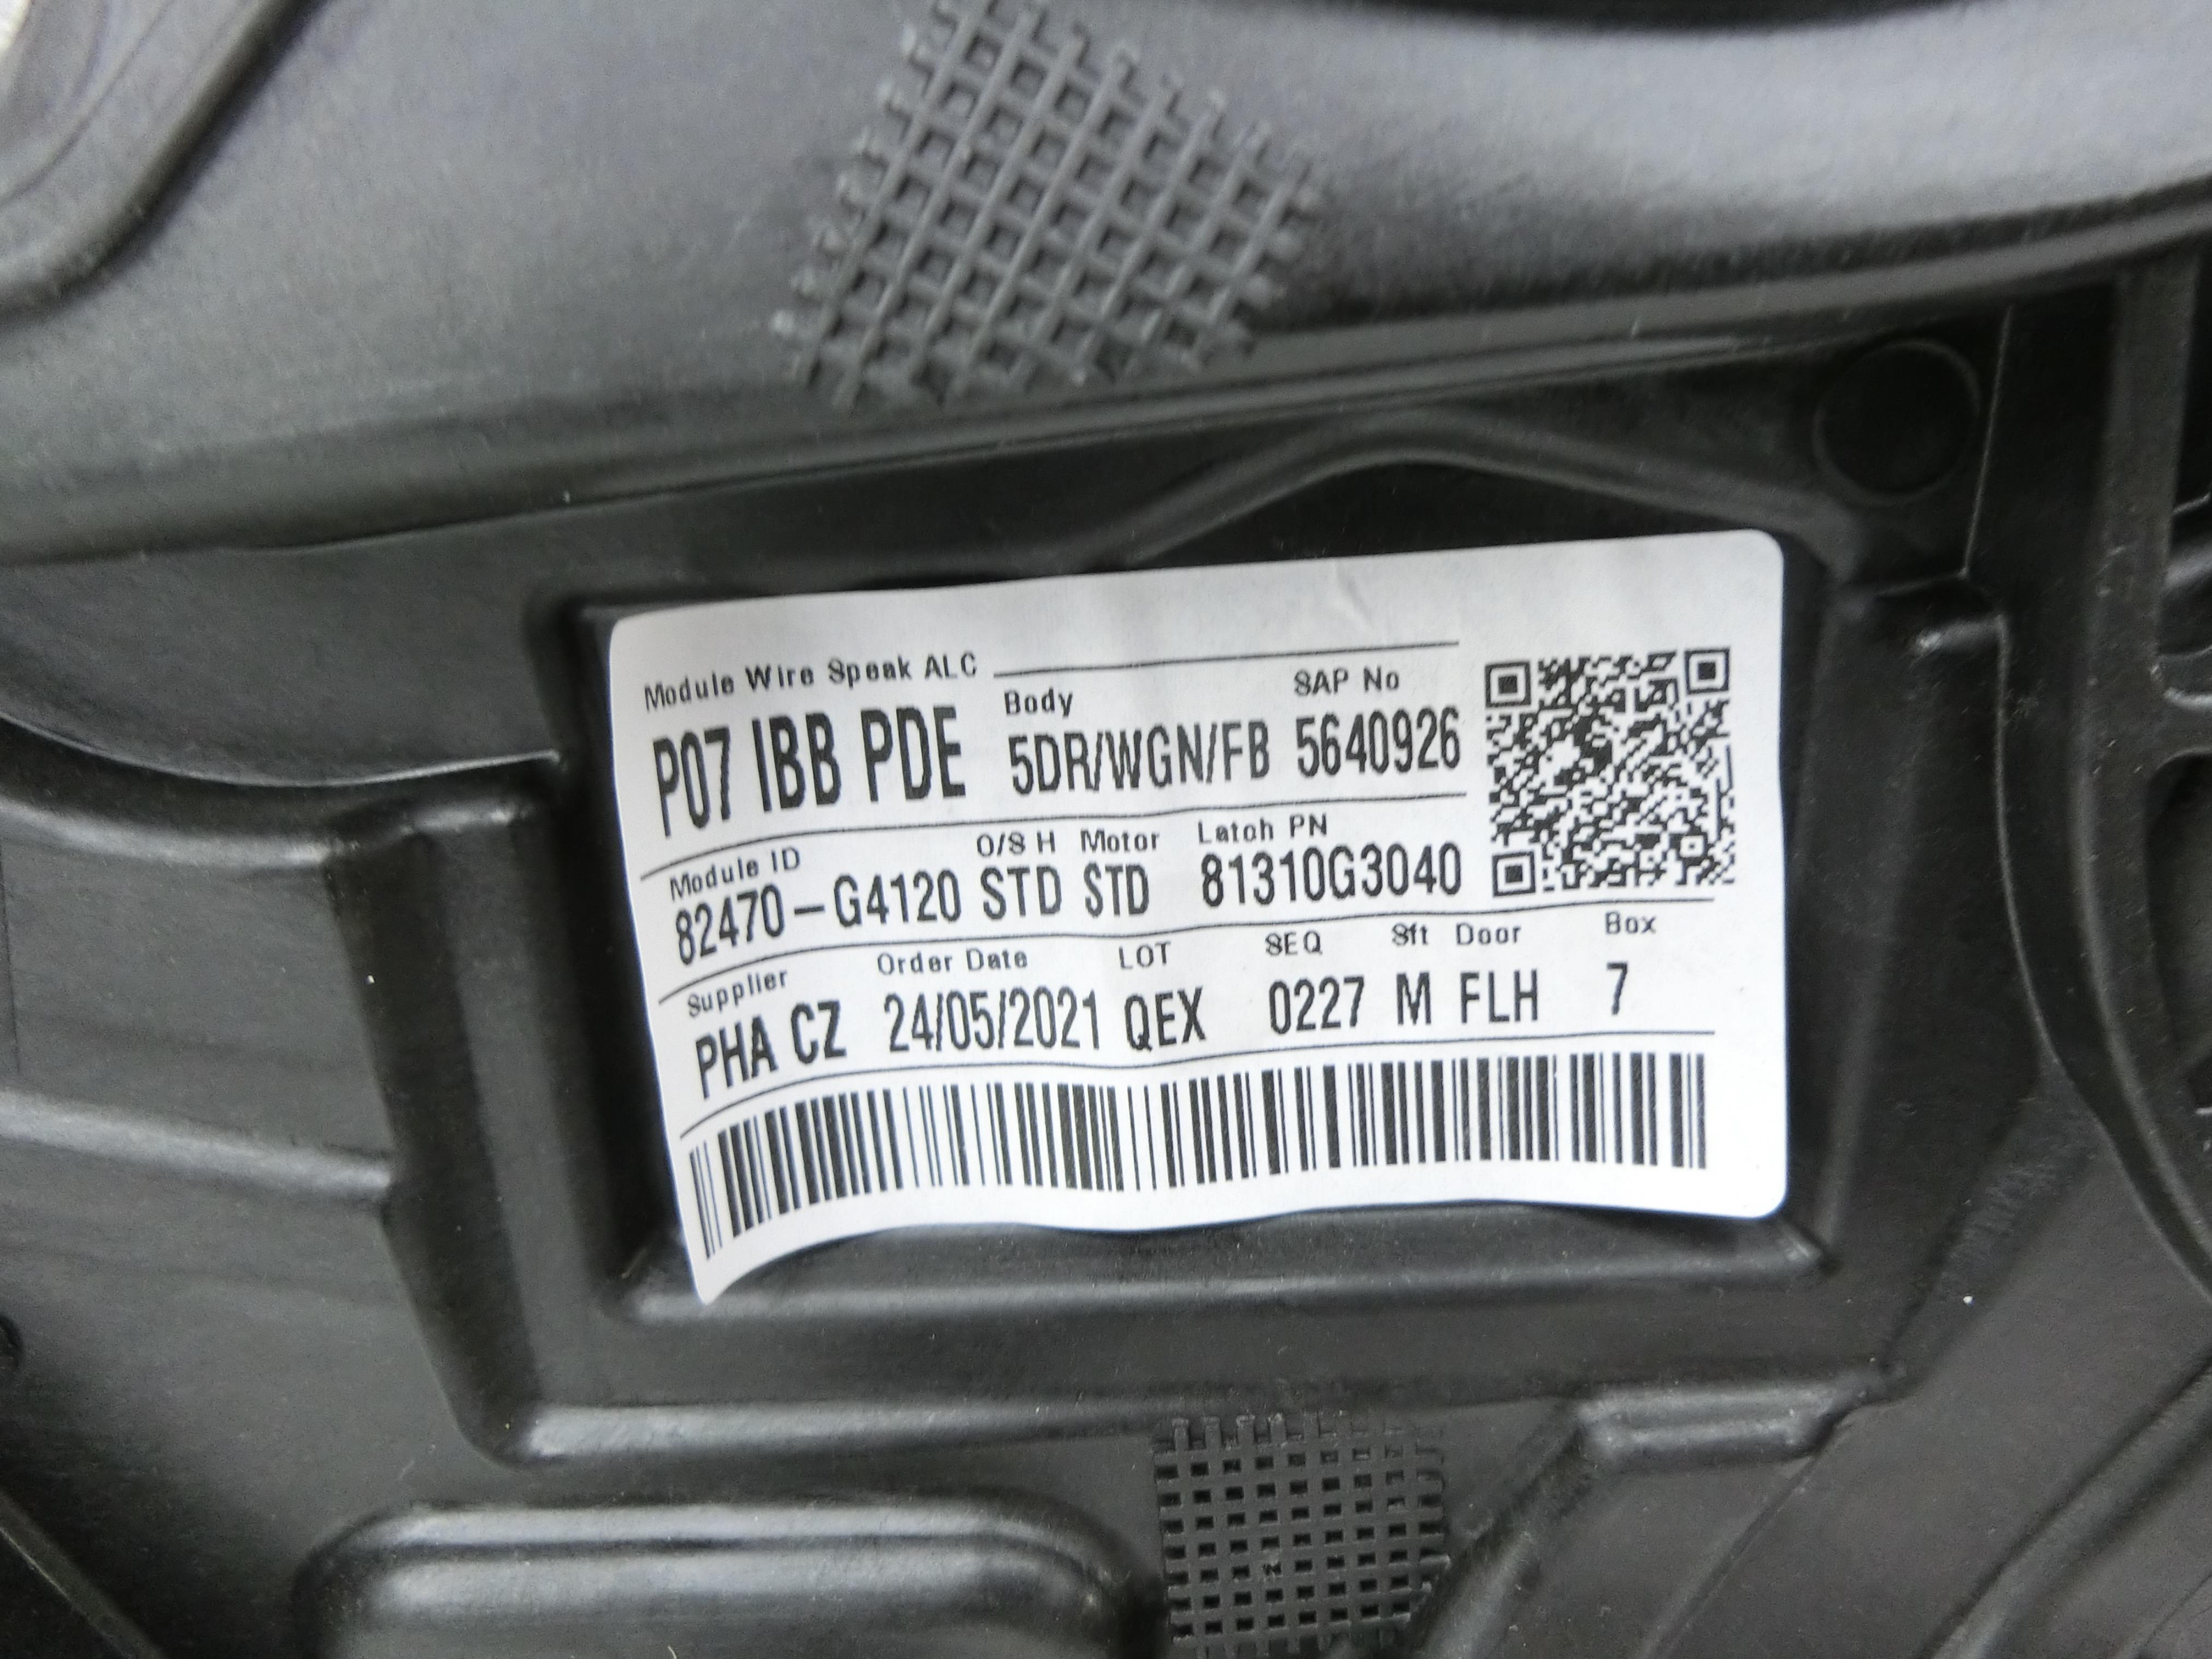 Module Wire Speak ALC
Body SAP No
P07 IBB PDE 5DR/WGN/FB 5640926
Module ID O/S H Motor Latch PN
82470-G4120 STD STD 81310G3040
Supplier Order Date LOT SEQ Sft Door Box
PHA CZ 24/05/2021 QEX 0227 M FLH 7